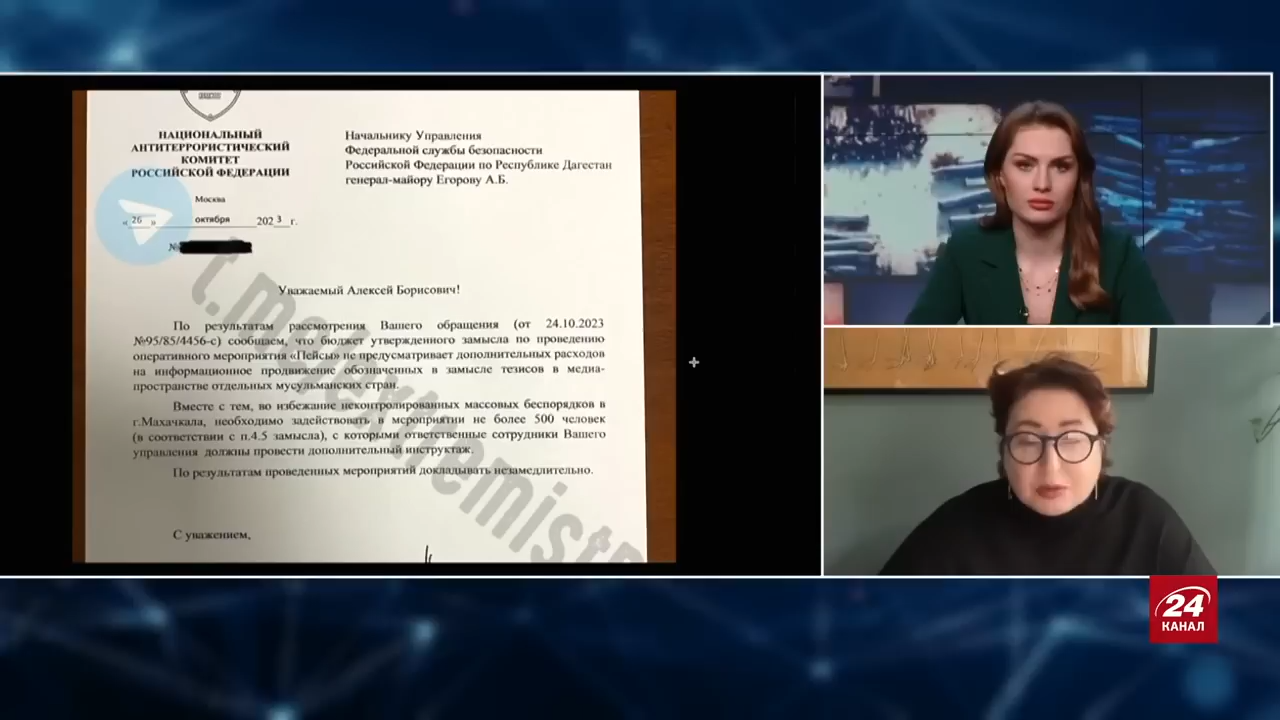 НАЦИОНАЛЬНЫЙ
АНТИТЕРРОРИСТИЧЕСКИЙ
КОМИТЕТ
РОССИЙСКОЙ ФЕДЕРАЦИИ
Москва
« 26 » октября 2023 г.
№
Начальнику Управления
Федеральной службы безопасности
Российской Федерации по Республике Дагестан
генерал-майору Егорову А.Б.
Уважаемый Алексей Борисович!
По результатам рассмотрения Вашего обращения (от 24.10.2023
№95/85/4456-с) сообщаем, что бюджет утвержденного замысла по проведению
оперативного мероприятия «Пейсы» не предусматривает дополнительных расходов
на информационное продвижение обозначенных в замысле тезисов в медиа-
пространстве отдельных мусульманских стран.
Вместе с тем, во избежание неконтролированных массовых беспорядков в
г.Махачкала, необходимо задействовать в мероприятии не более 500 человек
(в соответствии с п.4.5 замысла), с которыми ответственные сотрудники Вашего
управления должны провести дополнительный инструктаж.
По результатам проведенных мероприятий докладывать незамедлительно.
С уважением,
t.me/extremistf
24
КАНАЛ